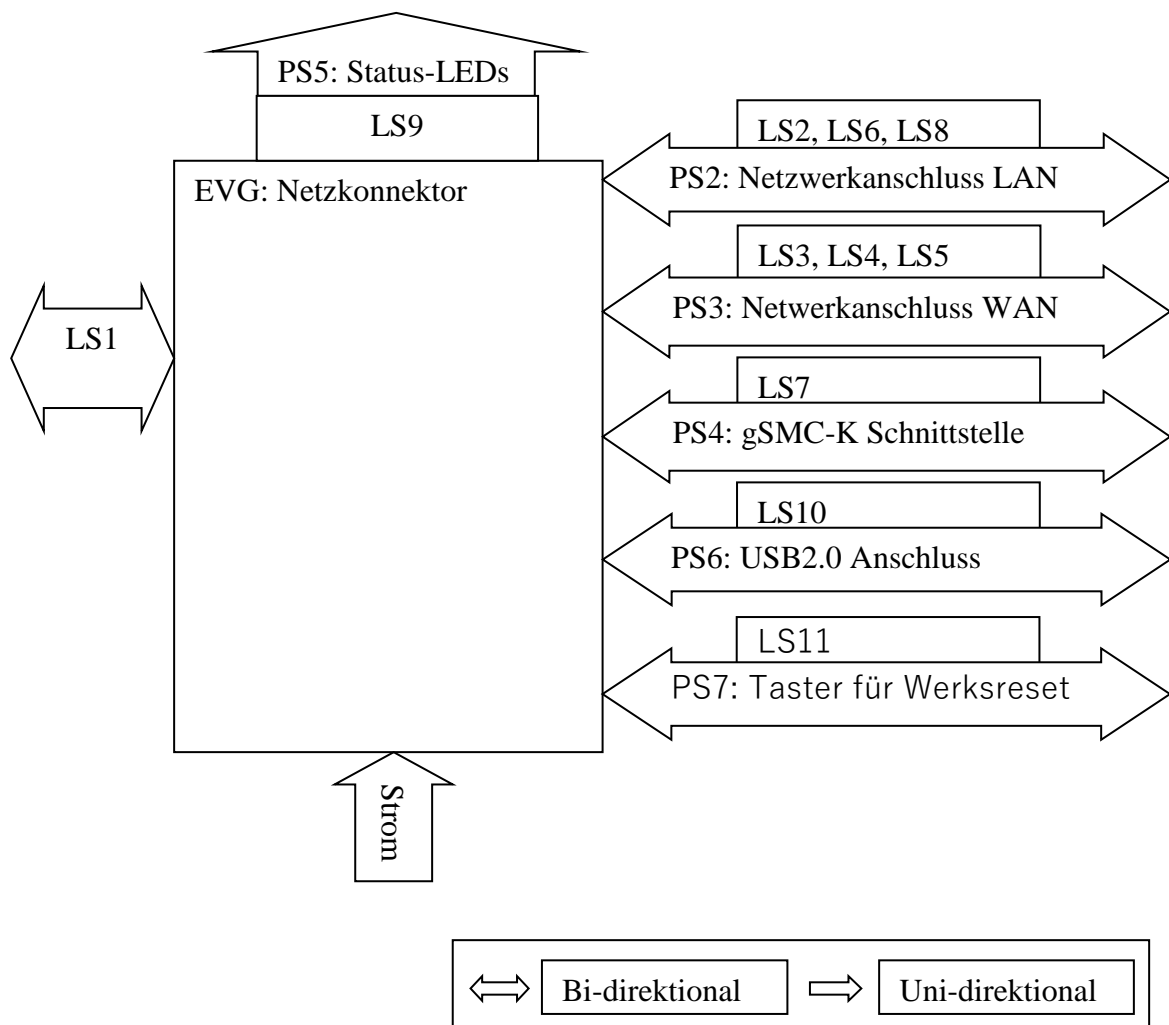 PS5: Status-LEDs
LS9
EVG: Netzkonnektor
LS1
LS2, LS6, LS8
PS2: Netzwerkanschluss LAN
LS3, LS4, LS5
PS3: Netwerkanschluss WAN
LS7
PS4: gSMC-K Schnittstelle
LS10
PS6: USB2.0 Anschluss
LS11
PS7: Taster für Werksreset
Strom
Bi-direktional
Uni-direktional